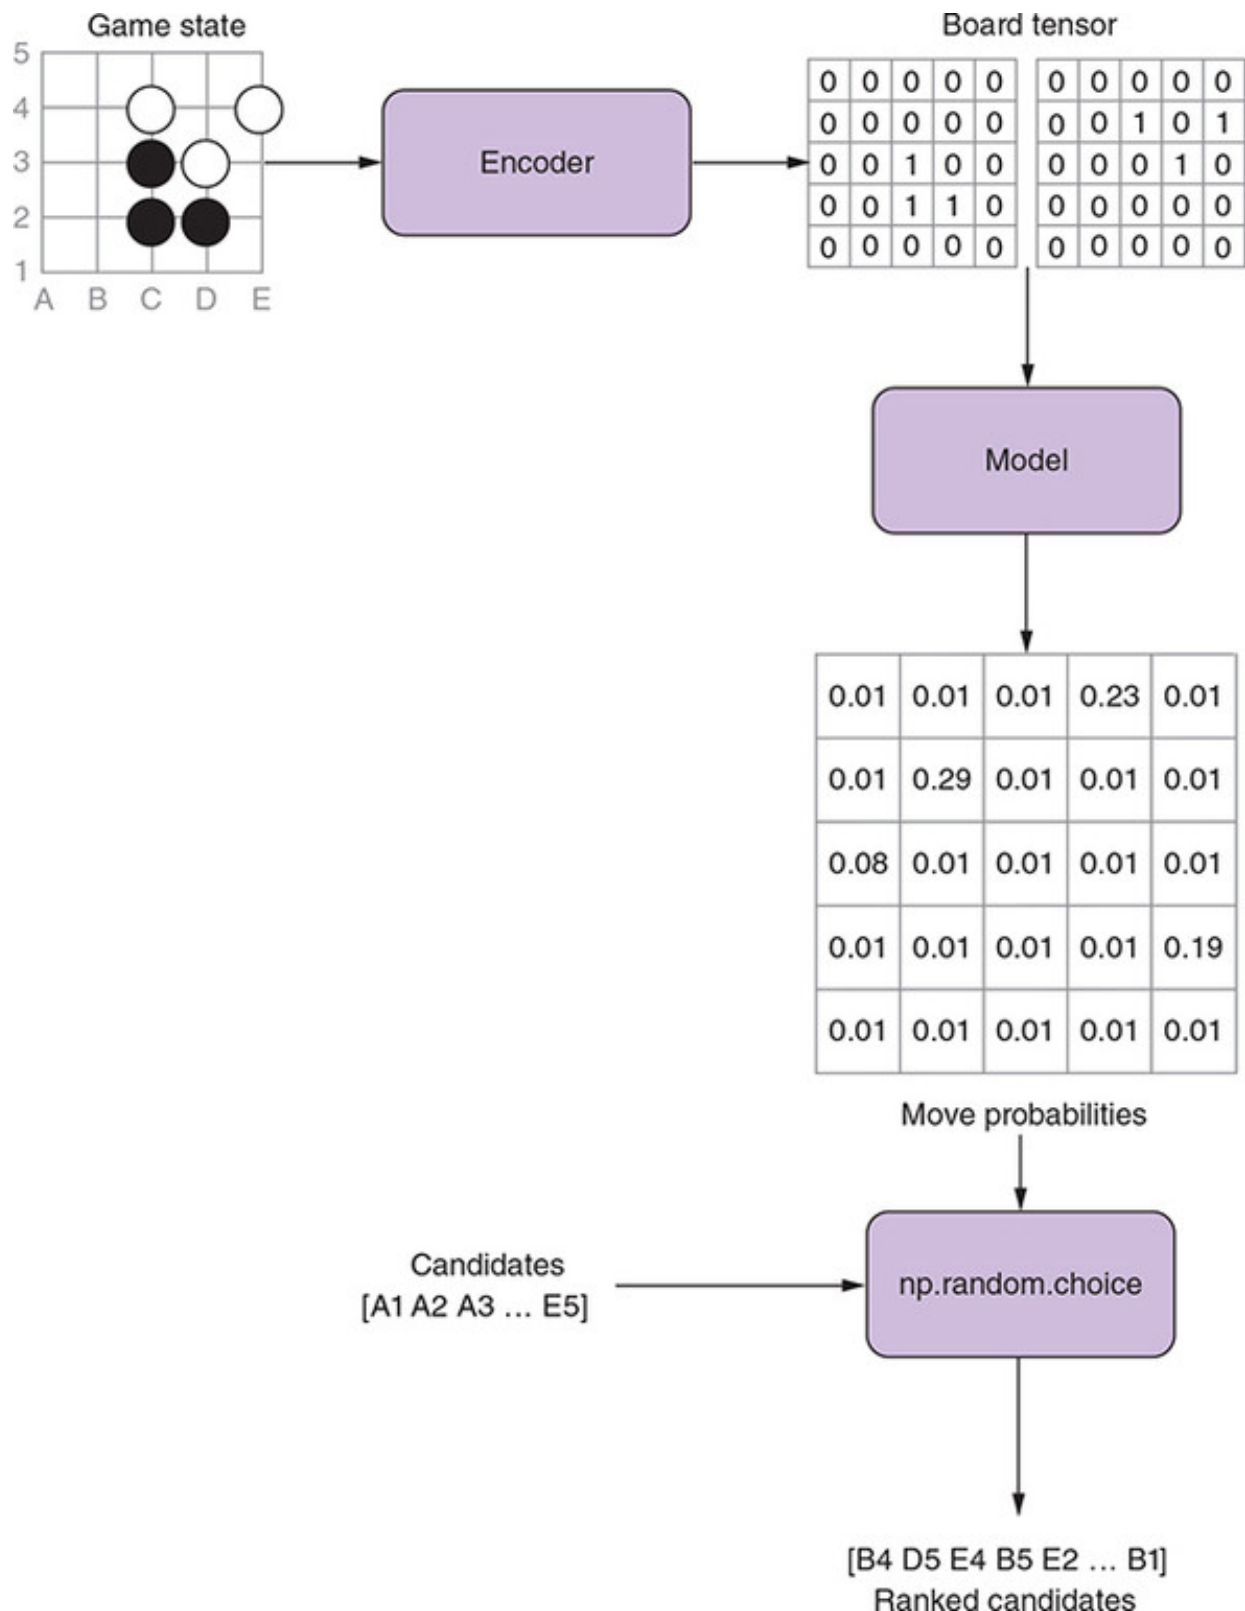 Game state
5
4
3
2
1
A B C D E
Encoder
Board tensor
0 0 0 0 0
0 0 0 0 0
0 0 1 0 0
0 0 1 1 0
0 0 0 0 0
0 0 0 0 0
0 0 1 0 1
0 0 0 1 0
0 0 0 0 0
0 0 0 0 0
Model
0.01 0.01 0.01 0.23 0.01
0.01 0.29 0.01 0.01 0.01
0.08 0.01 0.01 0.01 0.01
0.01 0.01 0.01 0.01 0.19
0.01 0.01 0.01 0.01 0.01
Move probabilities
Candidates
[A1 A2 A3 ... E5]
np.random.choice
[B4 D5 E4 B5 E2 ... B1]
Ranked candidates